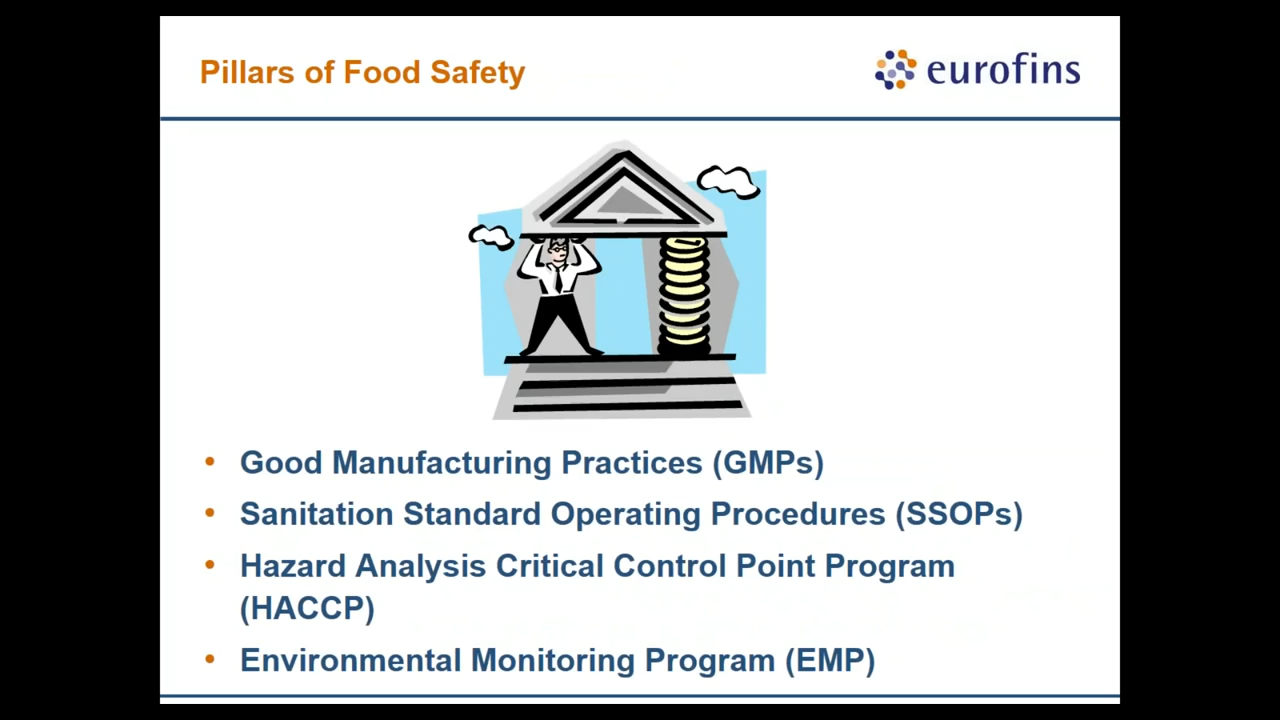 Pillars of Food Safety
eurofins
• Good Manufacturing Practices (GMPs)
• Sanitation Standard Operating Procedures (SSOPs)
• Hazard Analysis Critical Control Point Program
(HACCP)
• Environmental Monitoring Program (EMP)